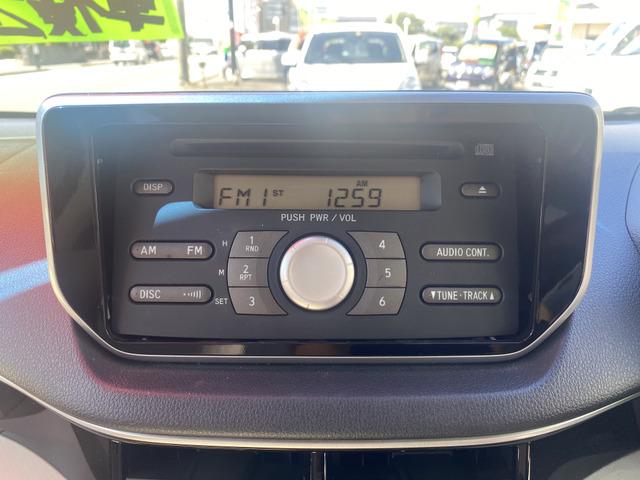 AM
FM1 ST 1259
DISP
PUSH PWR/VOL
AM FM
H
1 RND
4
AUDIO CONT.
M
2 RPT
5
DISC
SET
3
6
▼TUNE·TRACK▲